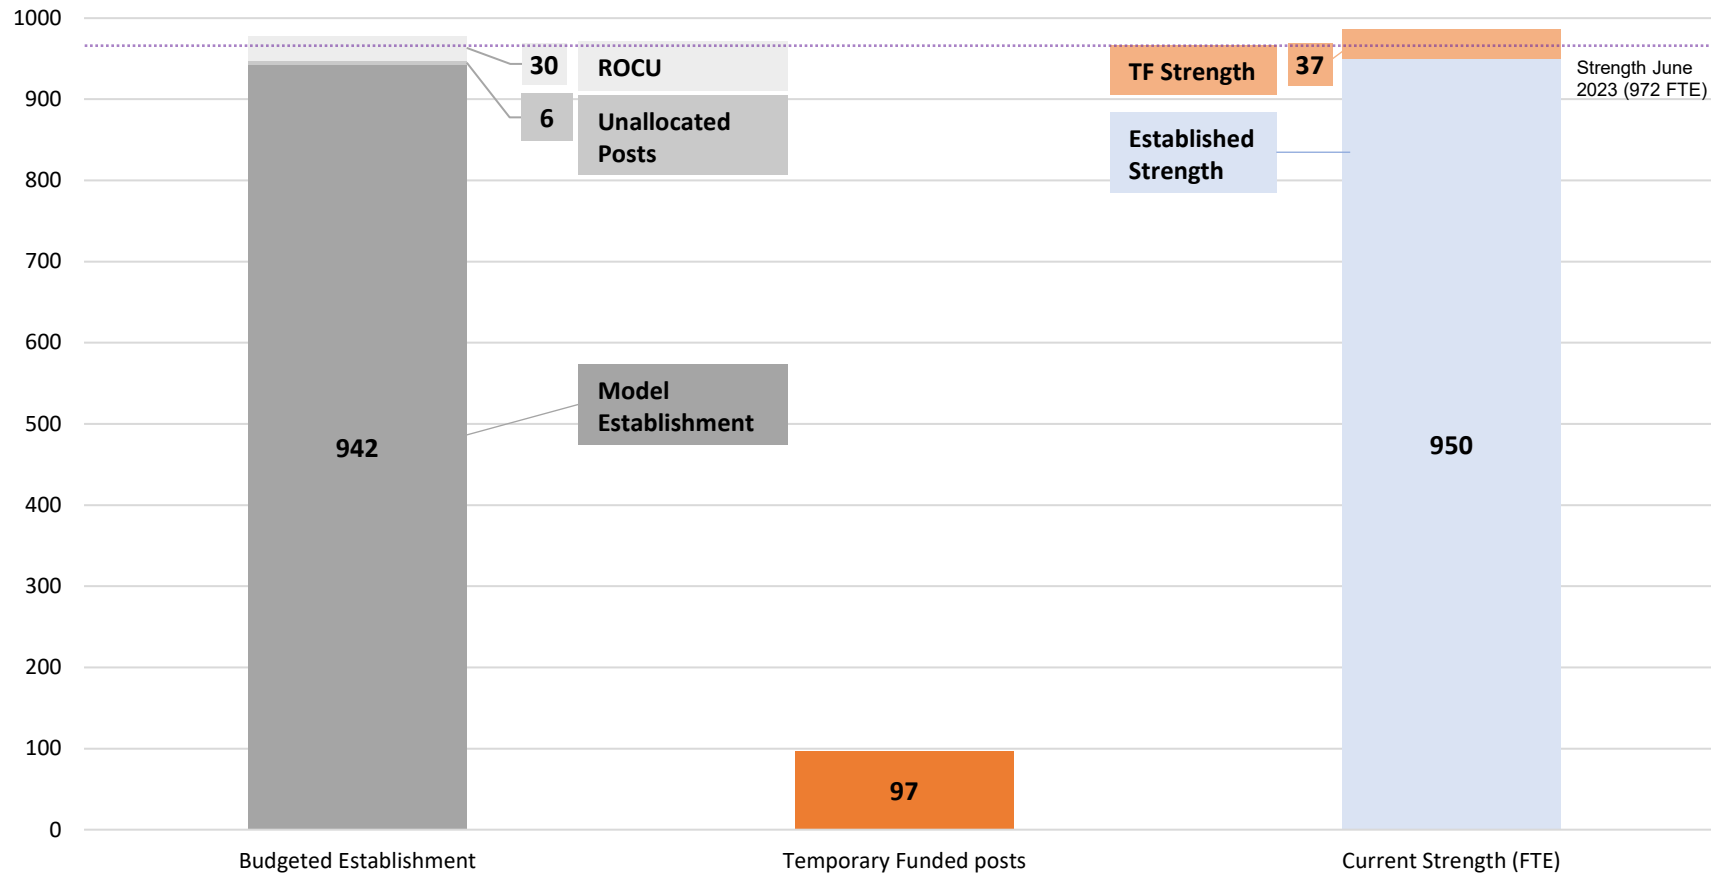 1000
900
800
700
600
500
400
300
200
100
0
30
ROCU
6
Unallocated
Posts
Model
Establishment
942
97
TF Strength
37
Established
Strength
950
Strength June
2023 (972 FTE)
Budgeted Establishment
Temporary Funded posts
Current Strength (FTE)